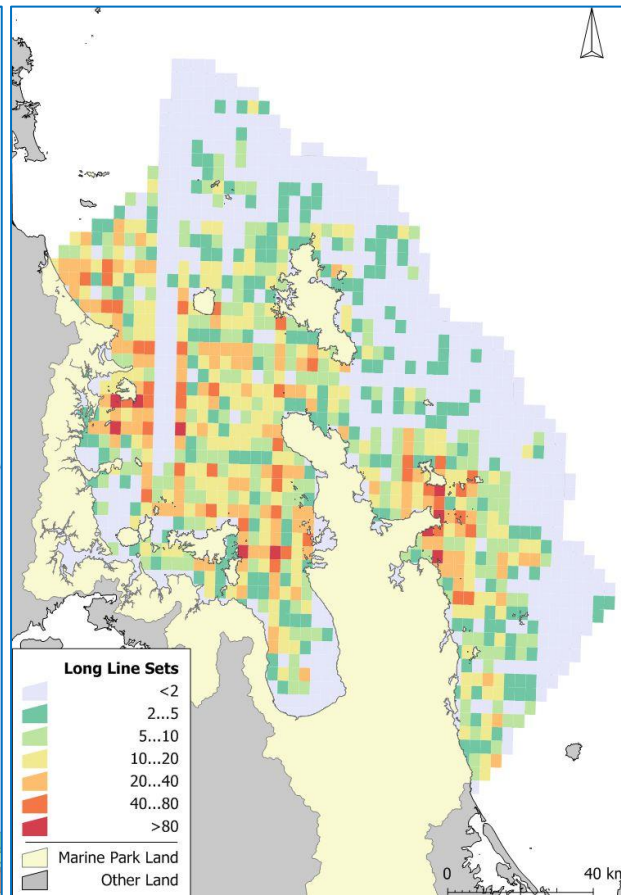 Long Line Sets
<2
2...5
5...10
10...20
20...40
40...80
>80
Marine Park Land
Other Land
0 40 km